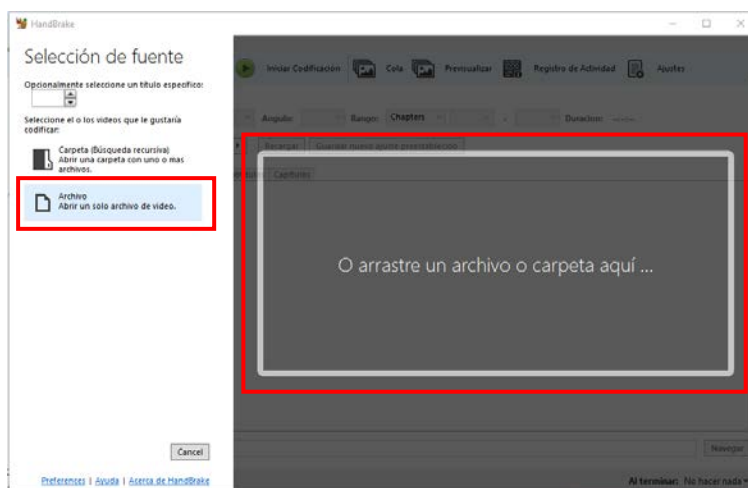 HandBrake
Selección de fuente
Opcionalmente seleccione un título especifico:
Seleccione el o los videos que le gustaría
codificar:
Carpeta (Búsqueda recursiva)
Abrir una carpeta con uno o mas
archivos.
Archivo
Abrir un solo archivo de video.
Iniciar Codificación Cola Previsualizar Registro de Actividad Ajustes
Angulo: Rango: Chapters - Duracion: --:--:--
Recargar Guardar nuevo ajuste preestablecido
Capitulos
O arrastre un archivo o carpeta aquí ...
Cancel
Navegar
Preferences | Ayuda | Acerca de HandBrake
Al terminar: No hacer nada